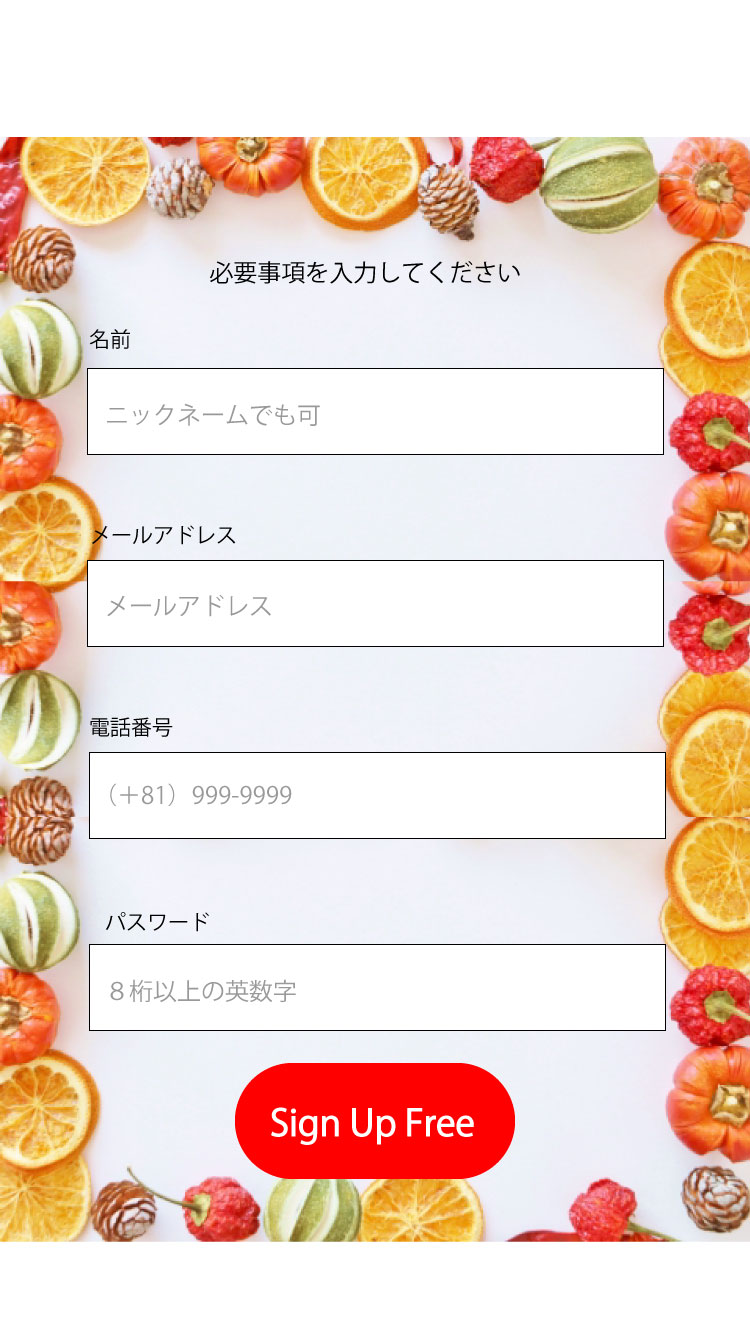 必要事項を入力してください
名前
ニックネームでも可
メールアドレス
メールアドレス
電話番号
（＋81）999-9999
パスワード
８桁以上の英数字
Sign Up Free